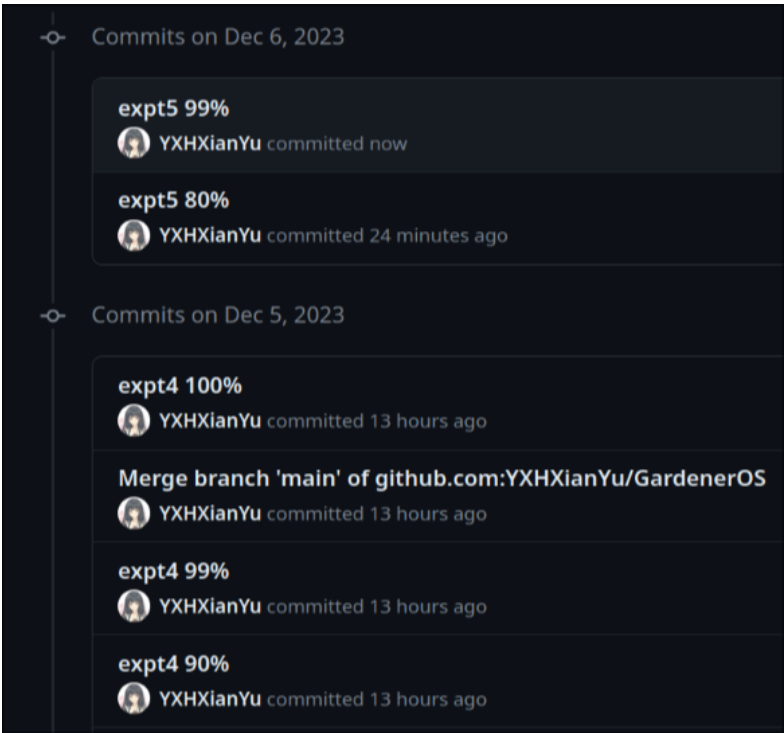 Commits on Dec 6, 2023
expt5 99%
YXHXianYu committed now
expt5 80%
YXHXianYu committed 24 minutes ago
Commits on Dec 5, 2023
expt4 100%
YXHXianYu committed 13 hours ago
Merge branch 'main' of github.com:YXHXianYu/GardenerOS
YXHXianYu committed 13 hours ago
expt4 99%
YXHXianYu committed 13 hours ago
expt4 90%
YXHXianYu committed 13 hours ago